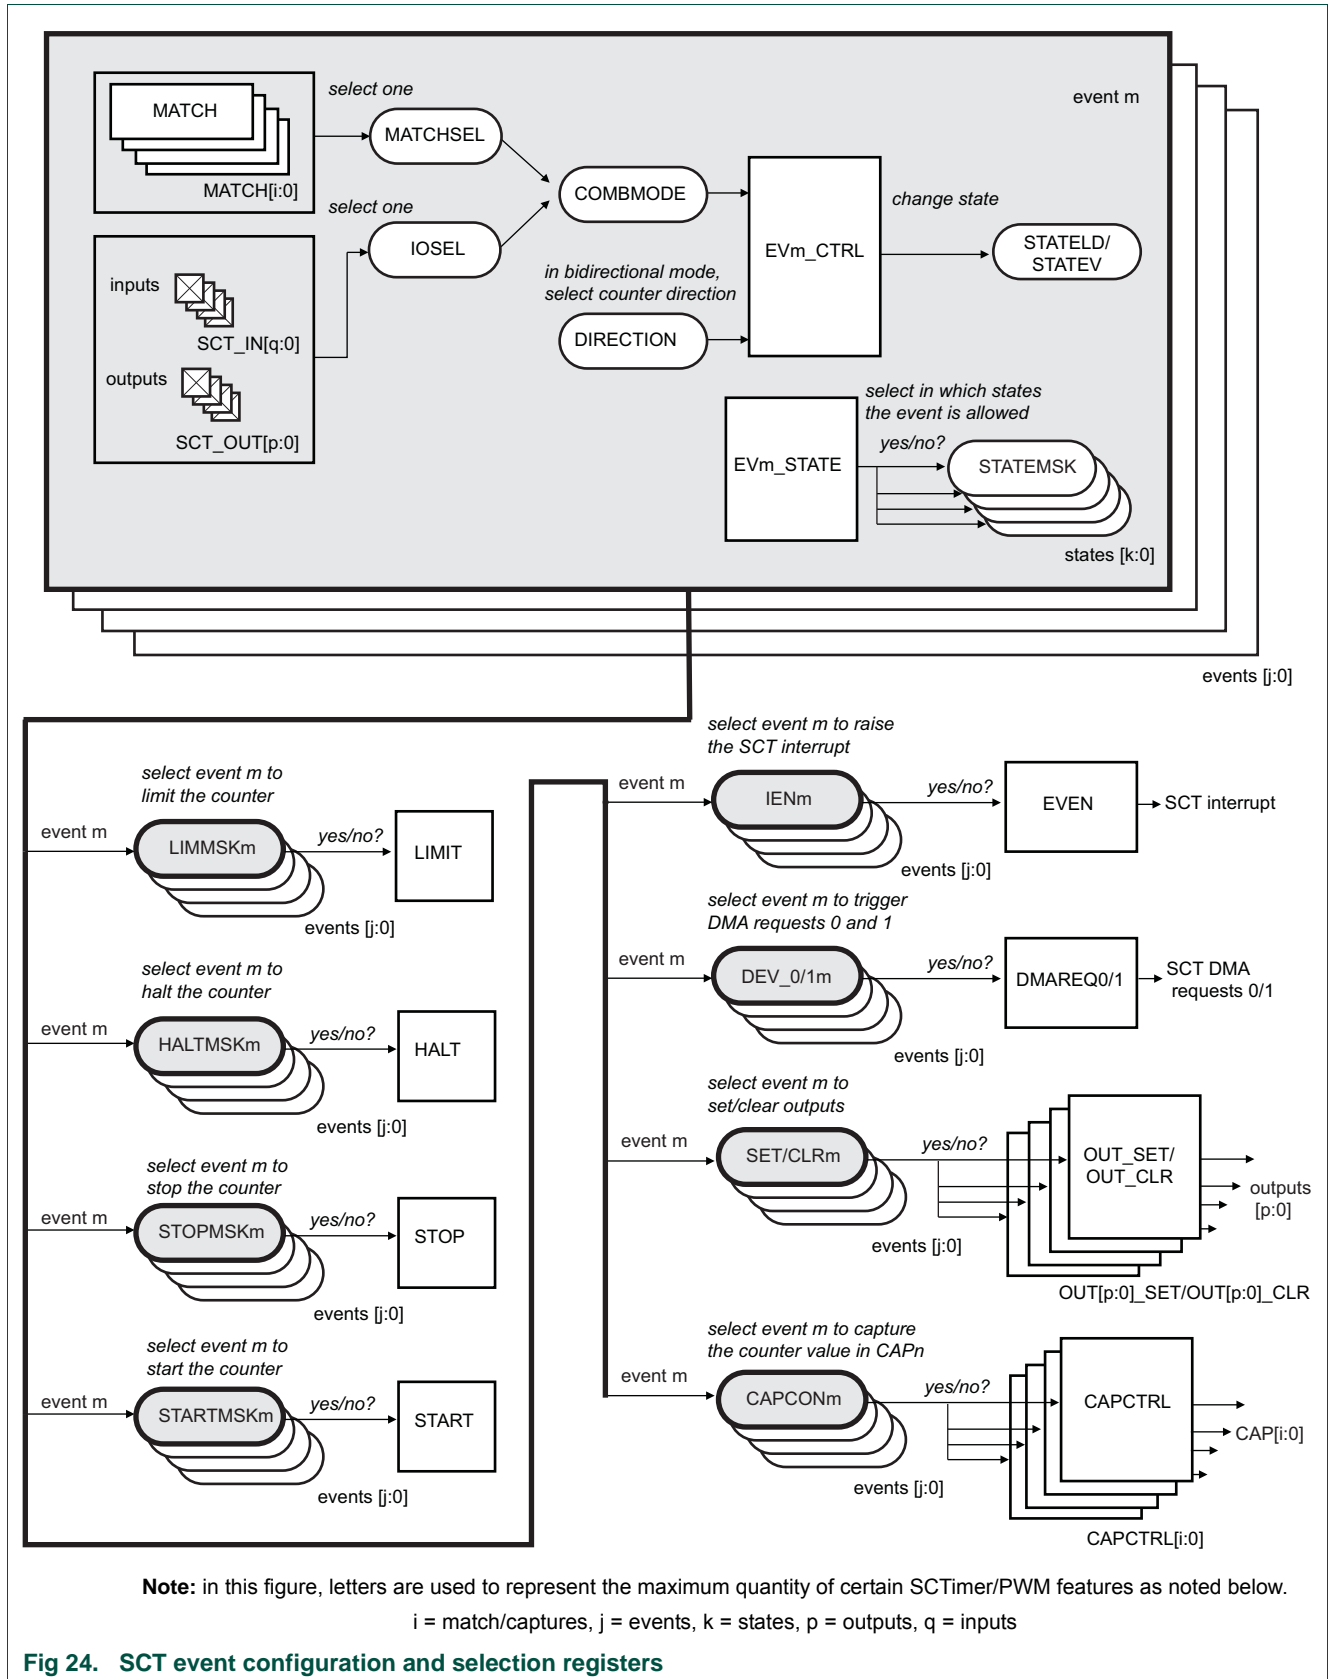 event m
select one
MATCH
MATCHSEL
MATCH[i:0]
select one
IOSEL
COMBMODE
inputs
SCT_IN[q:0]
outputs
SCT_OUT[p:0]
in bidirectional mode,
select counter direction
DIRECTION
EVm_CTRL
change state
STATELD/
STATEV
select in which states
the event is allowed
yes/no?
EVm_STATE
STATEMSK
states [k:0]
events [j:0]
select event m to
limit the counter
event m
LIMMSKm
yes/no?
LIMIT
events [j:0]
select event m to
halt the counter
event m
HALTMSKm
yes/no?
HALT
events [j:0]
select event m to
stop the counter
event m
STOPMSKm
yes/no?
STOP
events [j:0]
select event m to
start the counter
event m
STARTMSKm
yes/no?
START
events [j:0]
select event m to raise
the SCT interrupt
event m
IENm
yes/no?
EVEN
SCT interrupt
events [j:0]
select event m to trigger
DMA requests 0 and 1
event m
DEV_0/1m
yes/no?
DMAREQ0/1
SCT DMA
requests 0/1
events [j:0]
select event m to
set/clear outputs
event m
SET/CLRm
yes/no?
OUT_SET/
OUT_CLR
outputs
[p:0]
events [j:0]
OUT[p:0]_SET/OUT[p:0]_CLR
select event m to capture
the counter value in CAPn
event m
CAPCONm
yes/no?
CAPCTRL
CAP[i:0]
events [j:0]
CAPCTRL[i:0]
Note: in this figure, letters are used to represent the maximum quantity of certain SCTimer/PWM features as noted below.
i = match/captures, j = events, k = states, p = outputs, q = inputs
Fig 24. SCT event configuration and selection registers